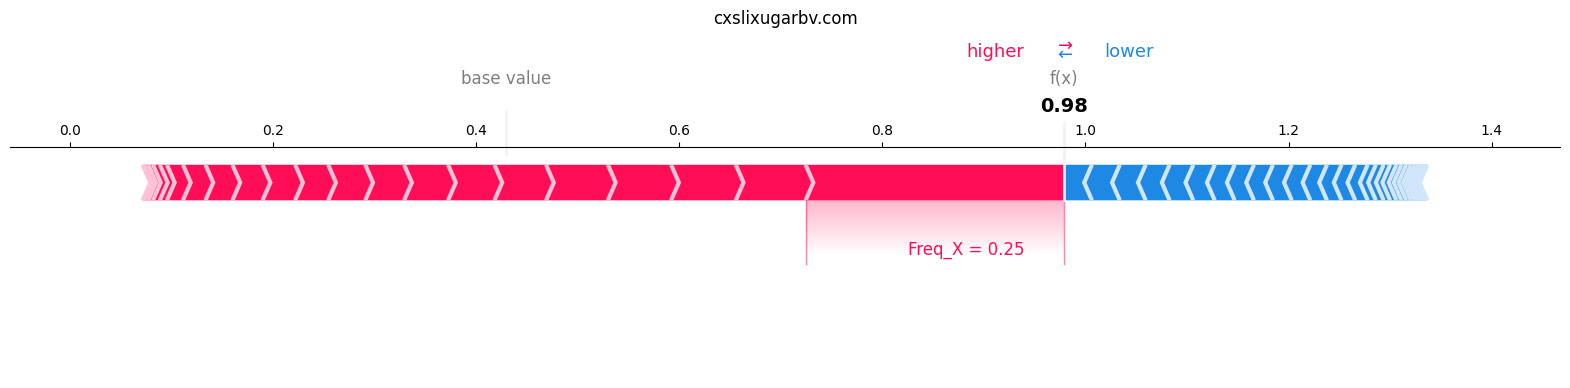 cxslixugarbv.com
higher ⇄ lower
base value f(x)
0.98
0.0 0.2 0.4 0.6 0.8 1.0 1.2 1.4
Freq_X = 0.25